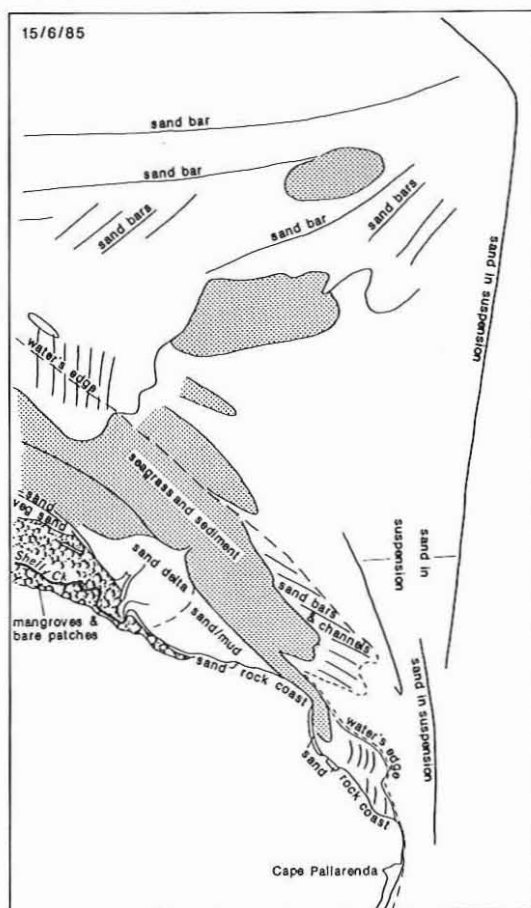 15/6/85
sand bar
sand bar
sand bars
sand bar
sand bars
sand in suspension
water's edge
seagrass and sediment
sand
veg sand
Shelly Ck.
mangroves &
bare patches
sand delta
sand/mud
sand
rock coast
sand bars
& channels
sand in
suspension
sand in suspension
water's edge
sand
rock coast
Cape Pallarenda